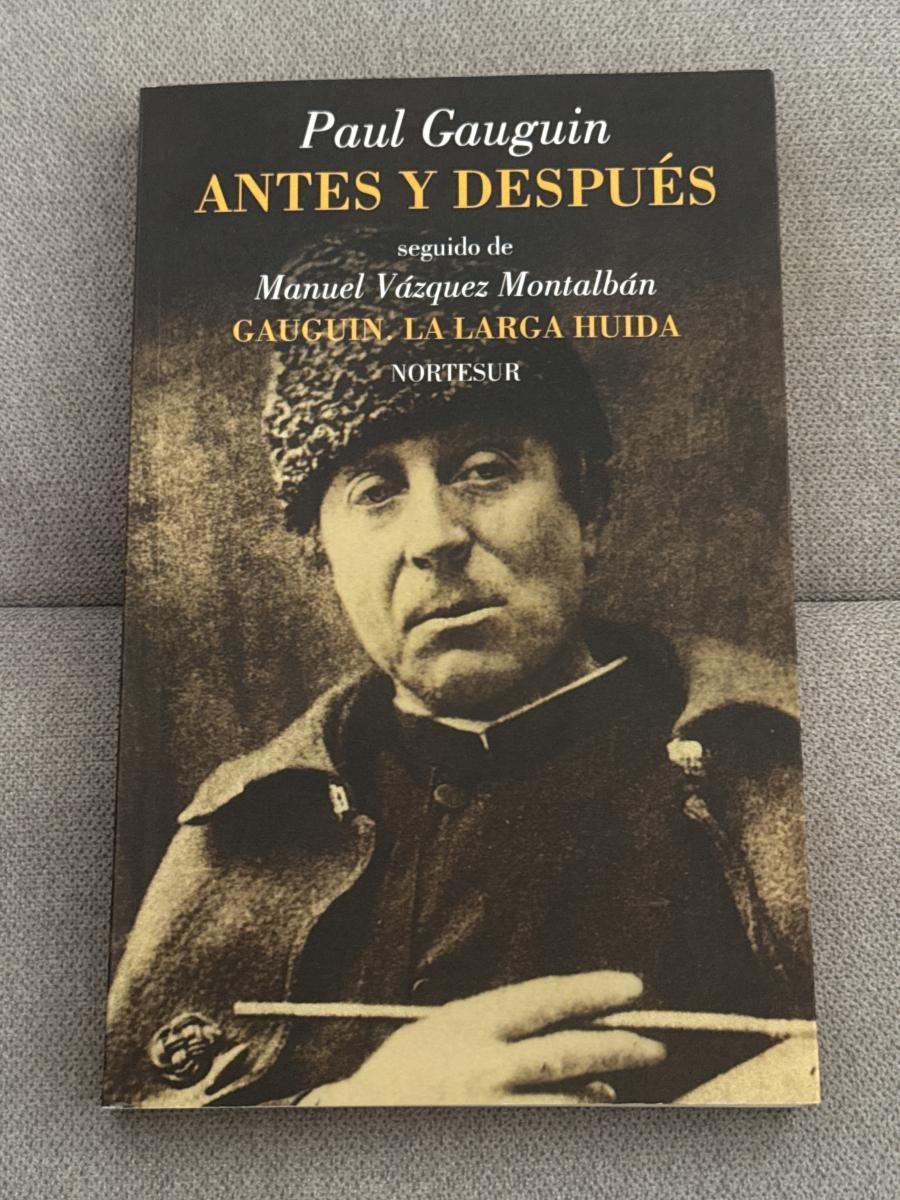 Paul Gauguin
ANTES Y DESPUÉS
seguido de
Manuel Vázquez Montalbán
GAUGUIN. LA LARGA HUIDA
NORTESUR